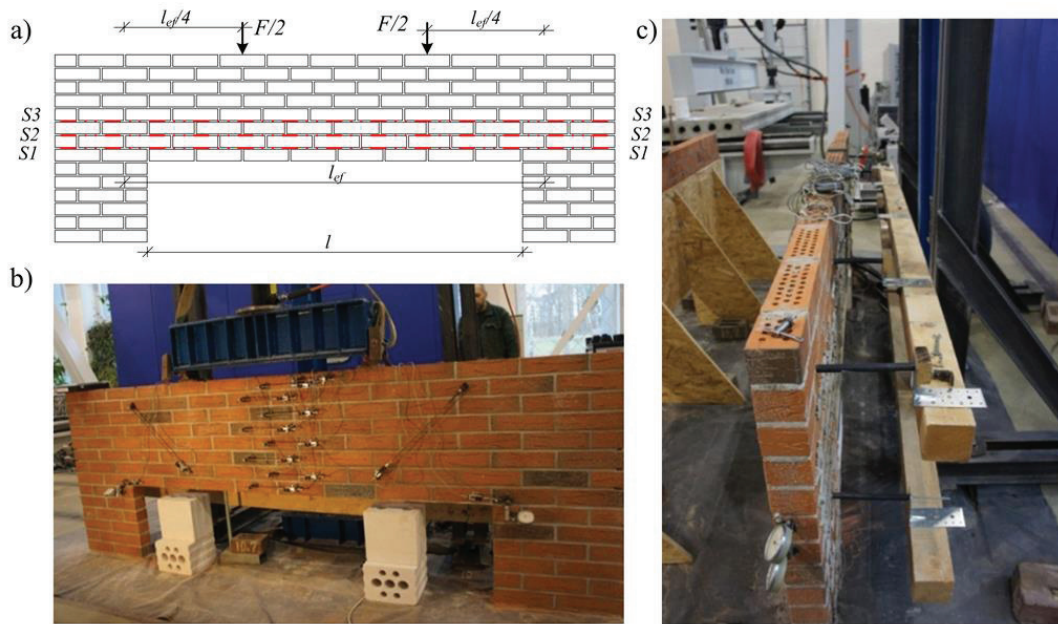 a)
l_ef/4
F/2
F/2
l_ef/4
S3
S2
S1
S3
S2
S1
l_ef
l
b)
c)